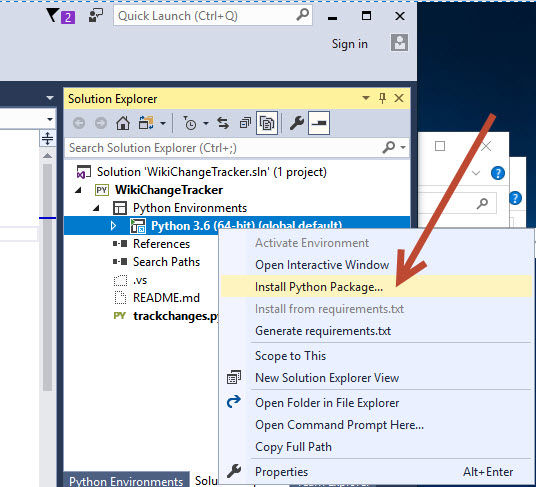 2
Quick Launch (Ctrl+Q)
Sign in
Solution Explorer
Search Solution Explorer (Ctrl+;)
Solution 'WikiChangeTracker.sln' (1 project)
PY WikiChangeTracker
Python Environments
Python 3.6 (64-bit) (global default)
References
Search Paths
.vs
README.md
PY trackchanges.py
Activate Environment
Open Interactive Window
Install Python Package...
Install from requirements.txt
Generate requirements.txt
Scope to This
New Solution Explorer View
Open Folder in File Explorer
Open Command Prompt Here...
Copy Full Path
Properties Alt+Enter
Python Environments